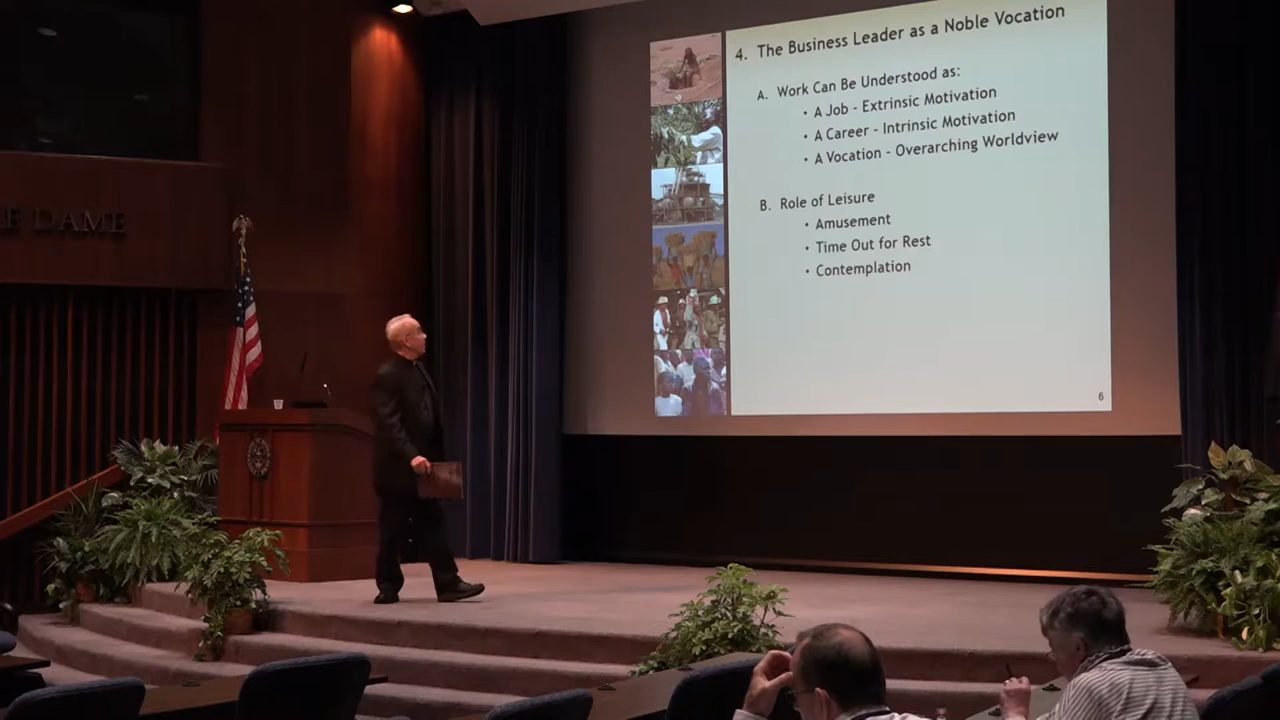 4. The Business Leader as a Noble Vocation
A. Work Can Be Understood as:
• A Job - Extrinsic Motivation
• A Career - Intrinsic Motivation
• A Vocation - Overarching Worldview
B. Role of Leisure
• Amusement
• Time Out for Rest
• Contemplation
6
E DAME